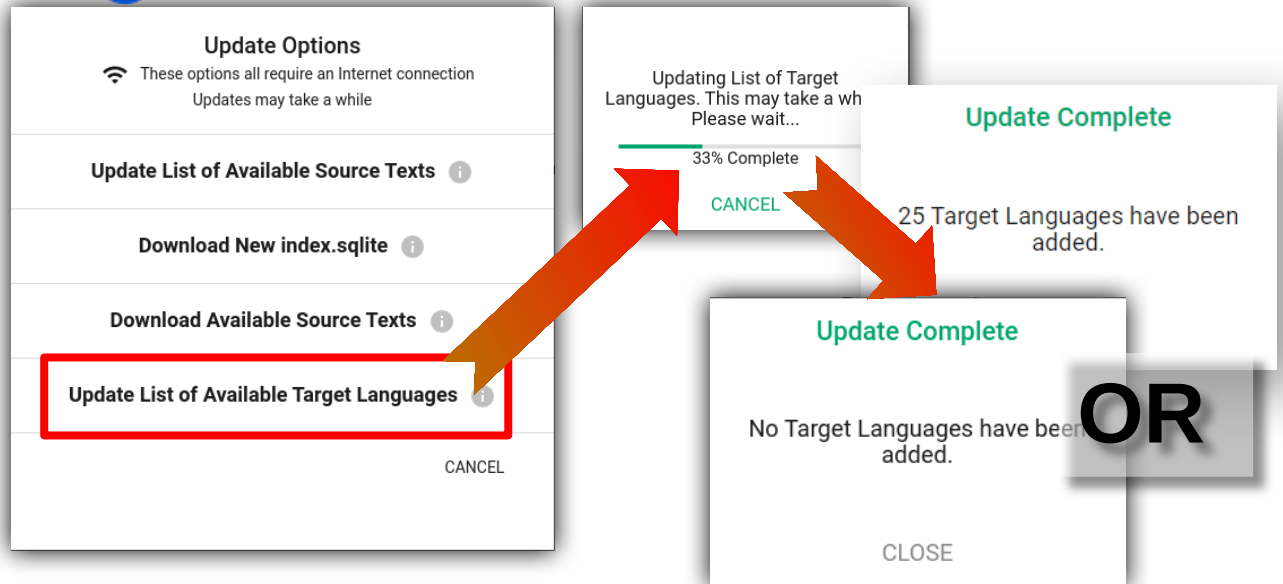 Update Options
These options all require an Internet connection
Updates may take a while
Update List of Available Source Texts
Download New index.sqlite
Download Available Source Texts
Update List of Available Target Languages
CANCEL
Updating List of Target
Languages. This may take a wh
Please wait...
33% Complete
CANCEL
Update Complete
25 Target Languages have been
added.
OR
Update Complete
No Target Languages have been
added.
CLOSE